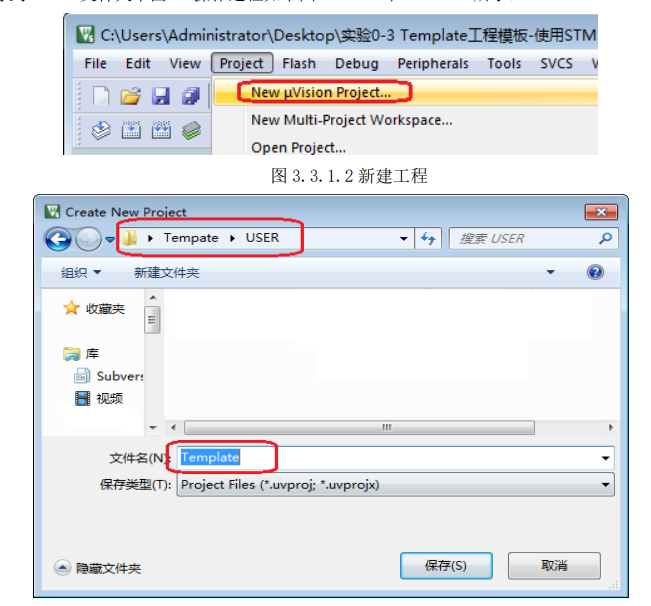 C:\Users\Administrator\Desktop\实验0-3 Template工程模板-使用STM
File Edit View Project Flash Debug Peripherals Tools SVCS
New μVision Project...
New Multi-Project Workspace...
Open Project...
图 3.3.1.2 新建工程
Create New Project
Tempate USER
搜索 USER
组织 新建文件夹
收藏夹
库
Subver
视频
文件名(N): Template
保存类型(T): Project Files (*.uvproj; *.uvprojx)
隐藏文件夹 保存(S) 取消